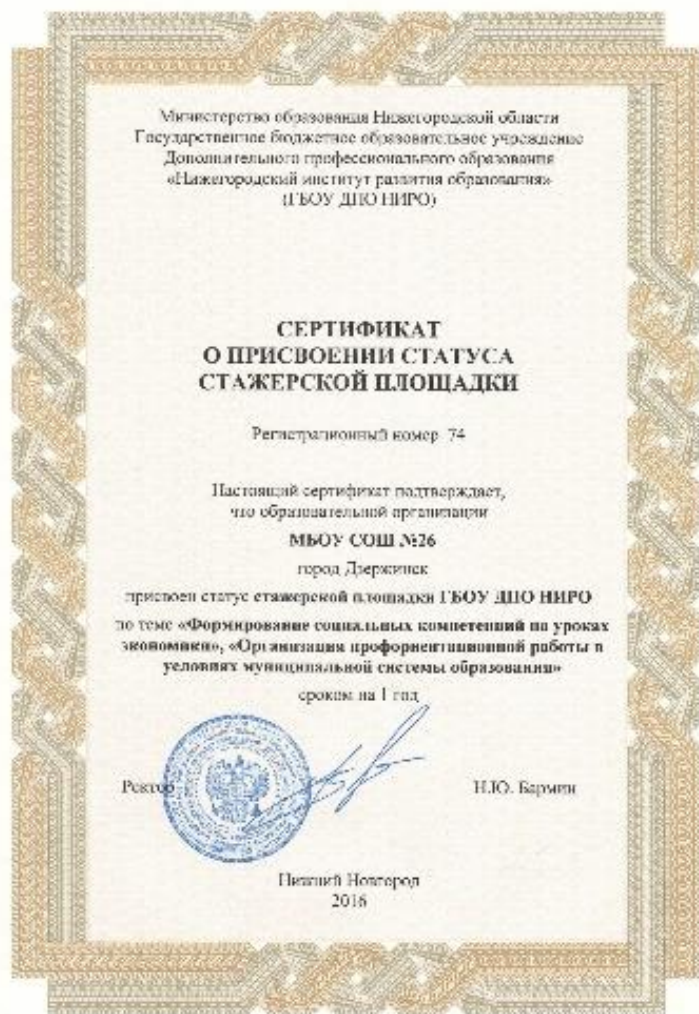 Министерство образования Нижегородской области
Государственное бюджетное образовательное учреждение
Дополнительного профессионального образования
«Нижегородский институт развития образования»
(ГБОУ ДПО НИРО)
СЕРТИФИКАТ
О ПРИСВОЕНИИ СТАТУСА
СТАЖЕРСКОЙ ПЛОЩАДКИ
Регистрационный номер 74
Настоящий сертификат подтверждает,
что образовательной организации
МБОУ СОШ №26
город Дзержинск
присвоен статус стажерской площадки ГБОУ ДПО НИРО
по теме «Формирование социальных компетенций на уроках
экономики», «Организация профориентационной работы в
условиях муниципальной системы образования»
сроком на 1 год
Ректор
Н.Ю. Бармин
Нижний Новгород
2016